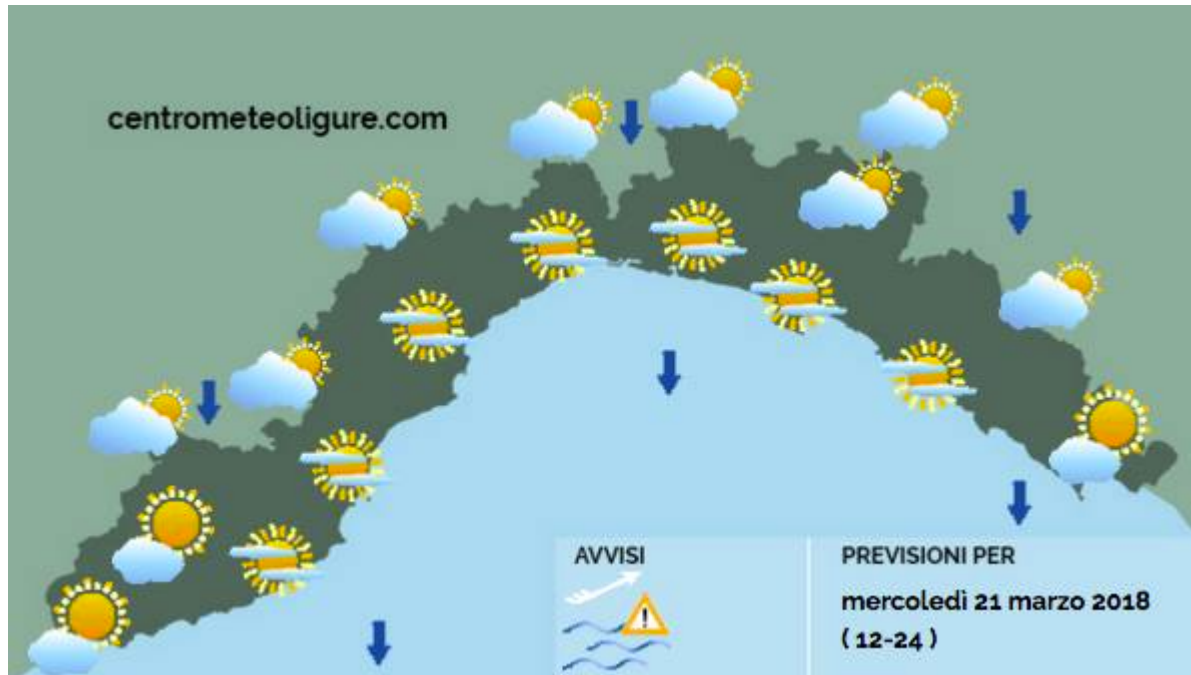 centrometeoligure.com
AVVISI
PREVISIONI PER
mercoledì 21 marzo 2018
( 12-24 )